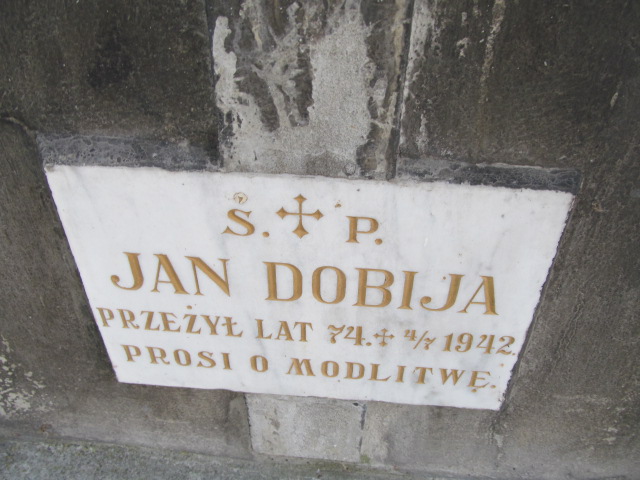 Ś. ✢ P.
JAN DOBIJA
PRZEŻYŁ LAT 74. ✢ 4/7 1942.
PROSI O MODLITWĘ.